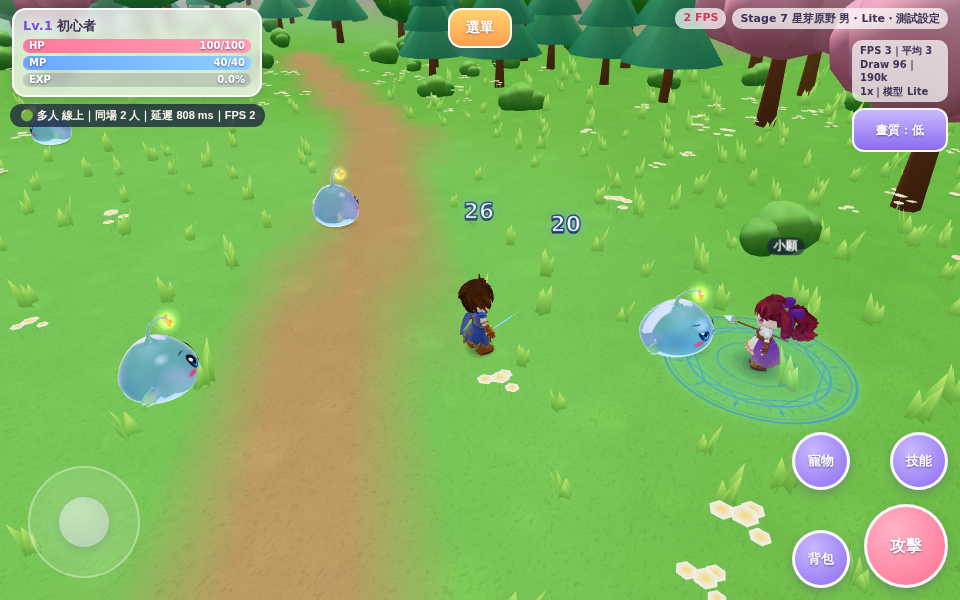 Lv.1 初心者
HP 100/100
MP 40/40
EXP 0.0%
🟢 多人 線上｜同場 2 人｜延遲 808 ms｜FPS 2
選單
2 FPS
Stage 7 星芽原野 男・Lite・測試設定
FPS 3｜平均 3
Draw 96｜
190k
1x｜模型 Lite
畫質：低
26
20
小願
寵物
技能
背包
攻擊